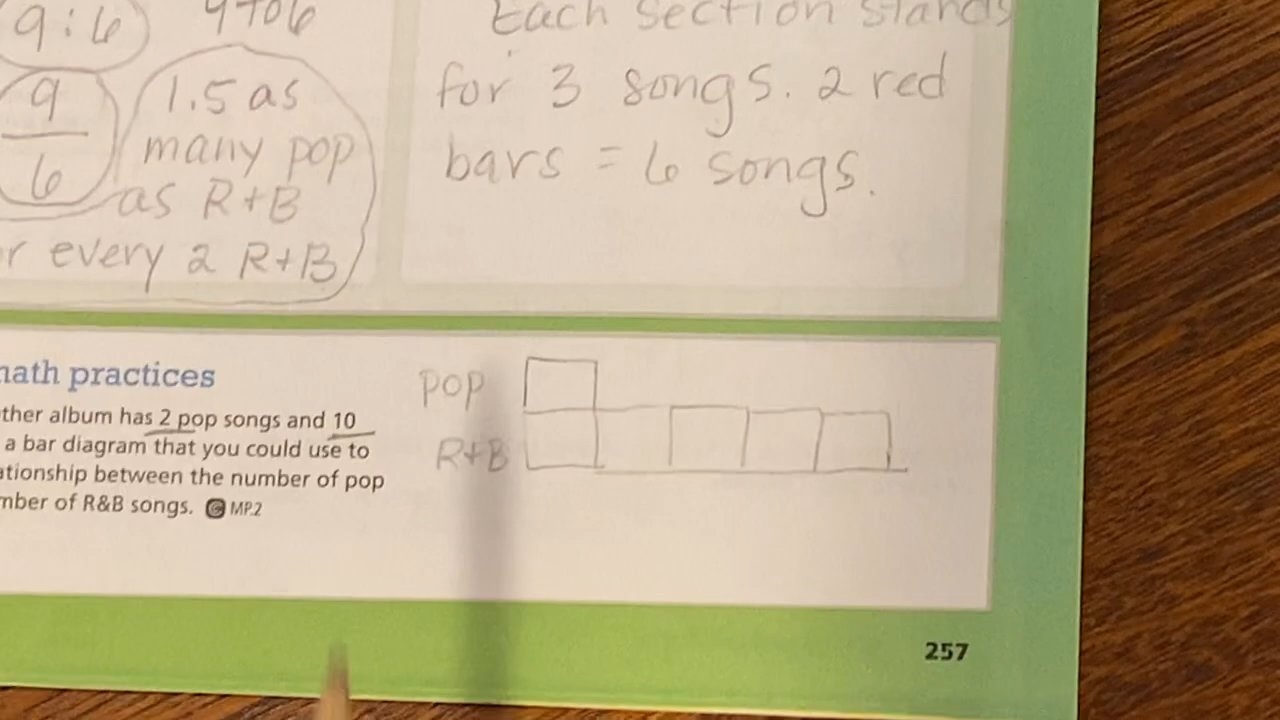 9:6
9 to 6
9
6
1.5 as
many pop
as R+B
r every 2 R+B
Each section stands
for 3 songs. 2 red
bars = 6 songs.
nath practices
ther album has 2 pop songs and 10
a bar diagram that you could use to
ationship between the number of pop
mber of R&B songs. C MP.2
pop
R+B
257